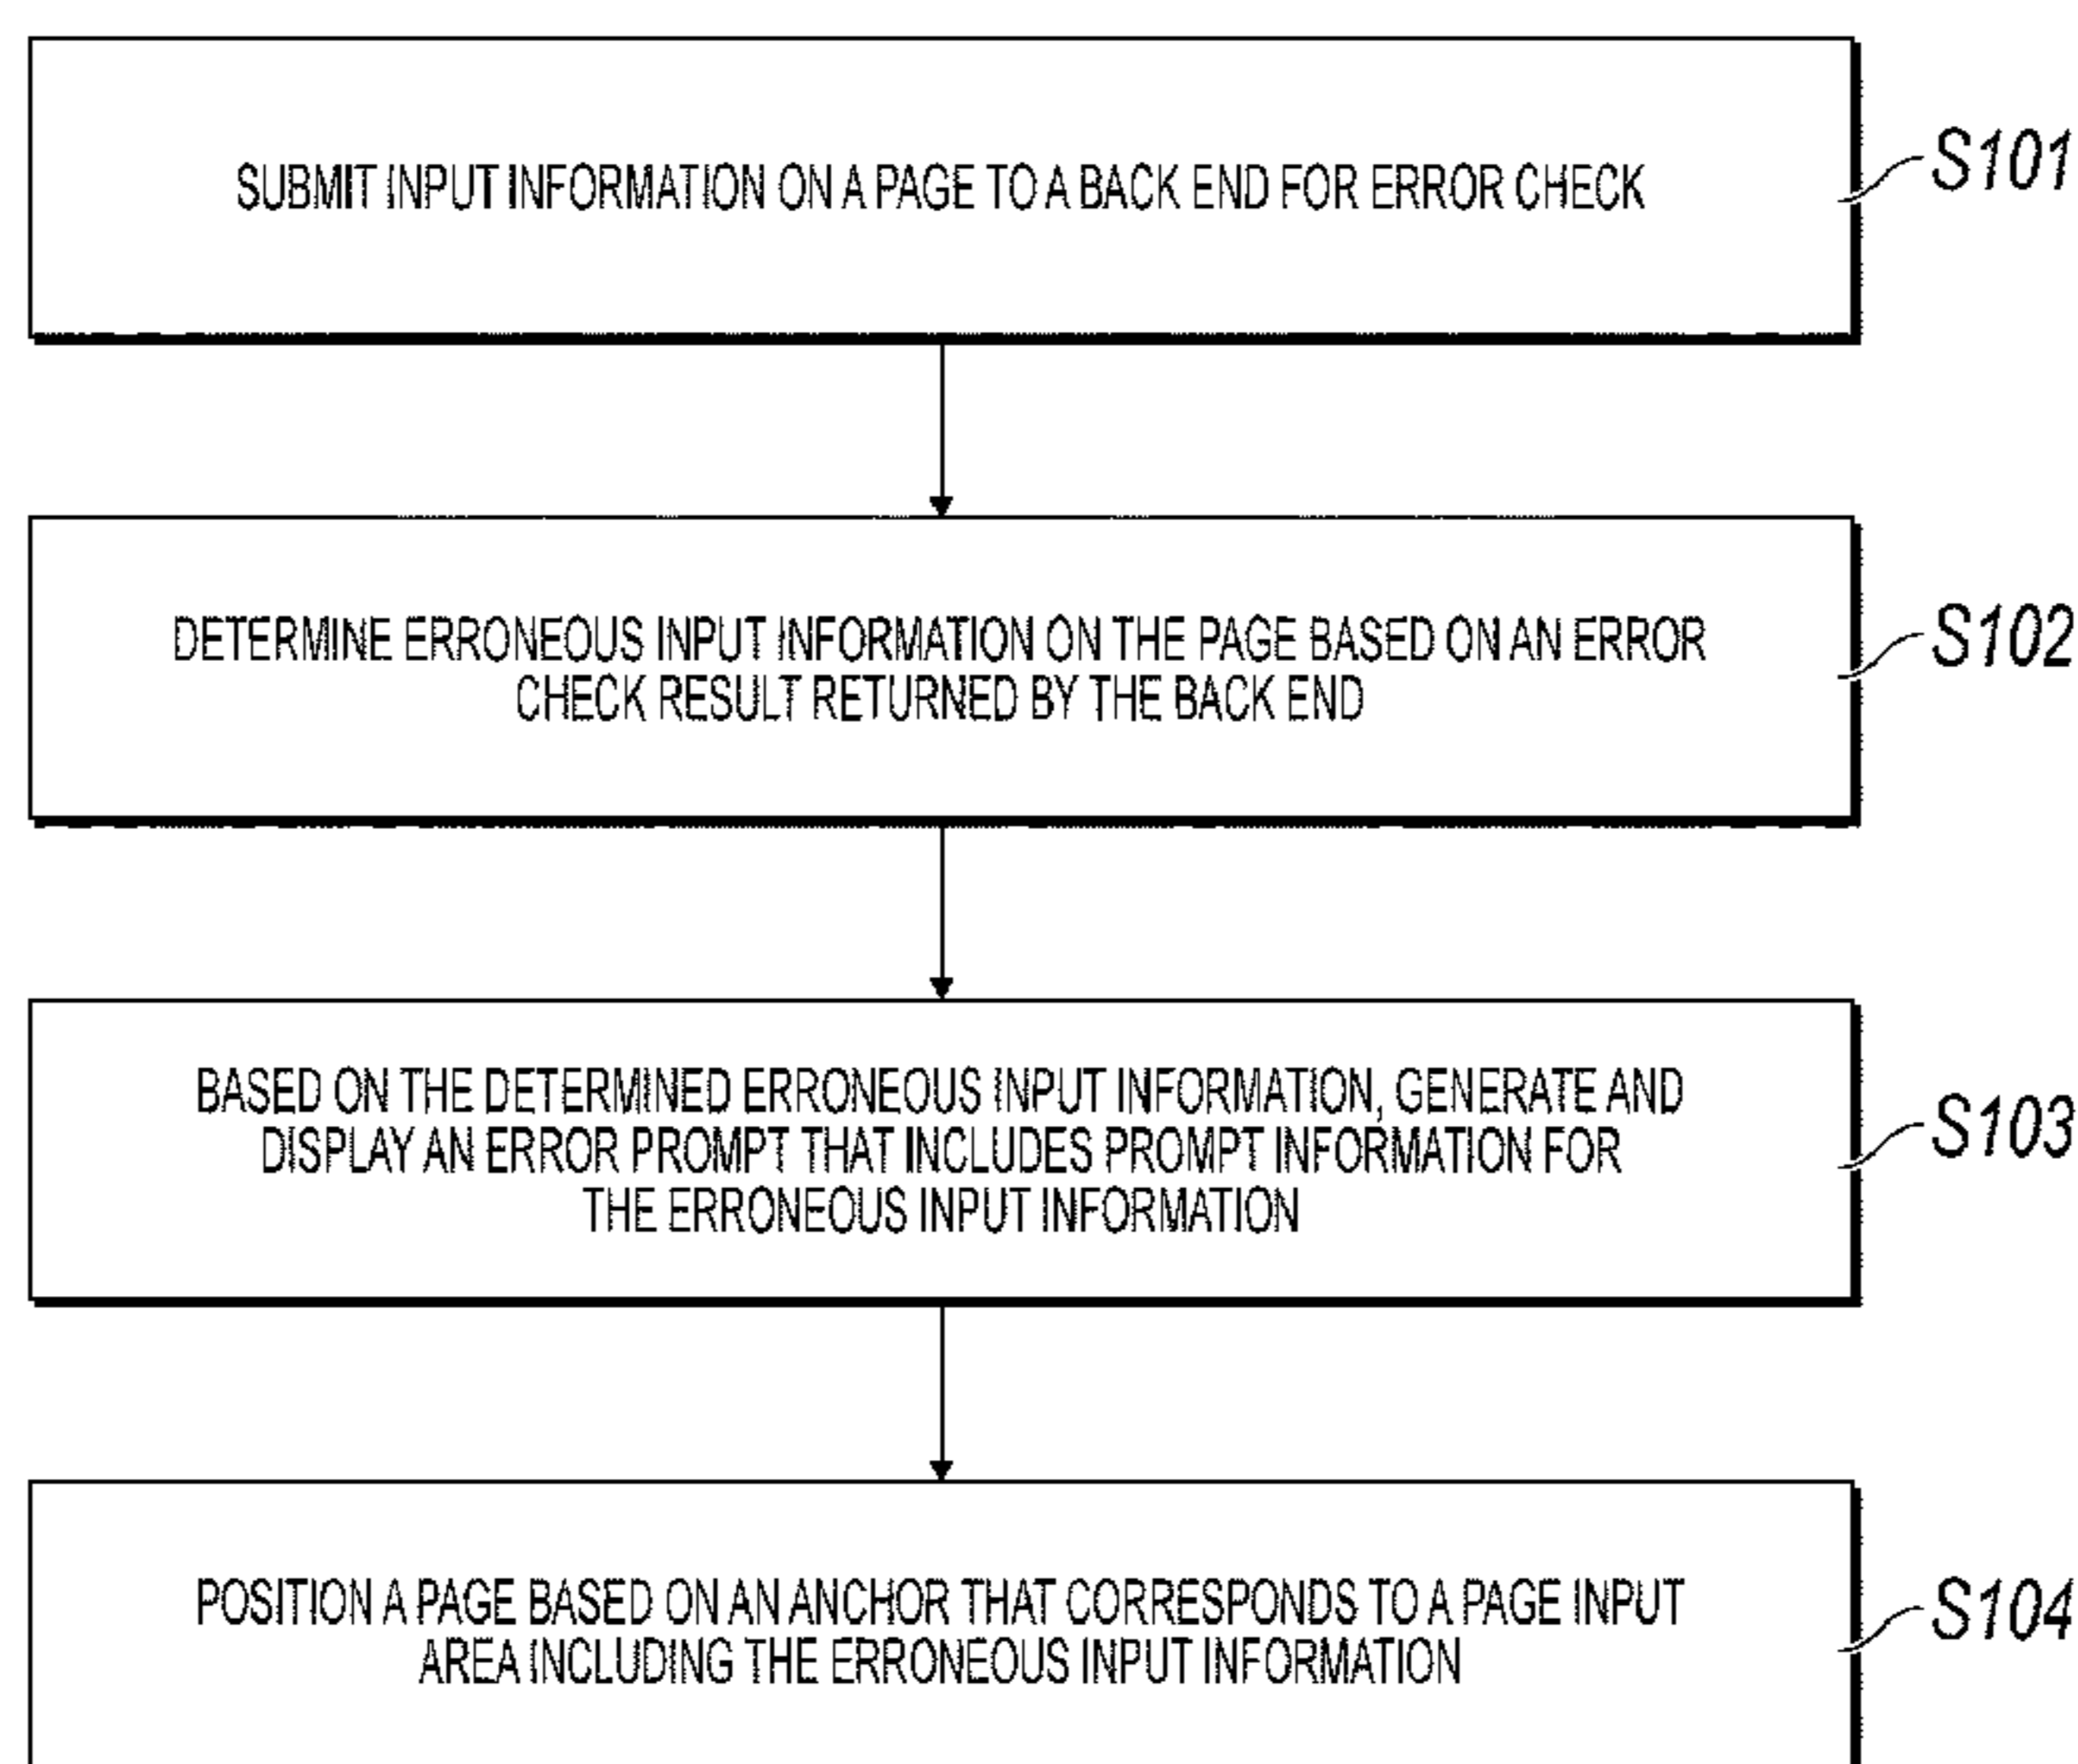 SUBMIT INPUT INFORMATION ON A PAGE TO A BACK END FOR ERROR CHECK
S101
DETERMINE ERRONEOUS INPUT INFORMATION ON THE PAGE BASED ON AN ERROR
CHECK RESULT RETURNED BY THE BACK END
S102
BASED ON THE DETERMINED ERRONEOUS INPUT INFORMATION, GENERATE AND
DISPLAY AN ERROR PROMPT THAT INCLUDES PROMPT INFORMATION FOR
THE ERRONEOUS INPUT INFORMATION
S103
POSITION A PAGE BASED ON AN ANCHOR THAT CORRESPONDS TO A PAGE INPUT
AREA INCLUDING THE ERRONEOUS INPUT INFORMATION
S104